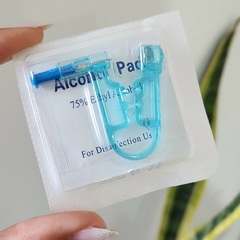 Alcohol Pad
75% Ethyl Alcohol
For Disinfection Us